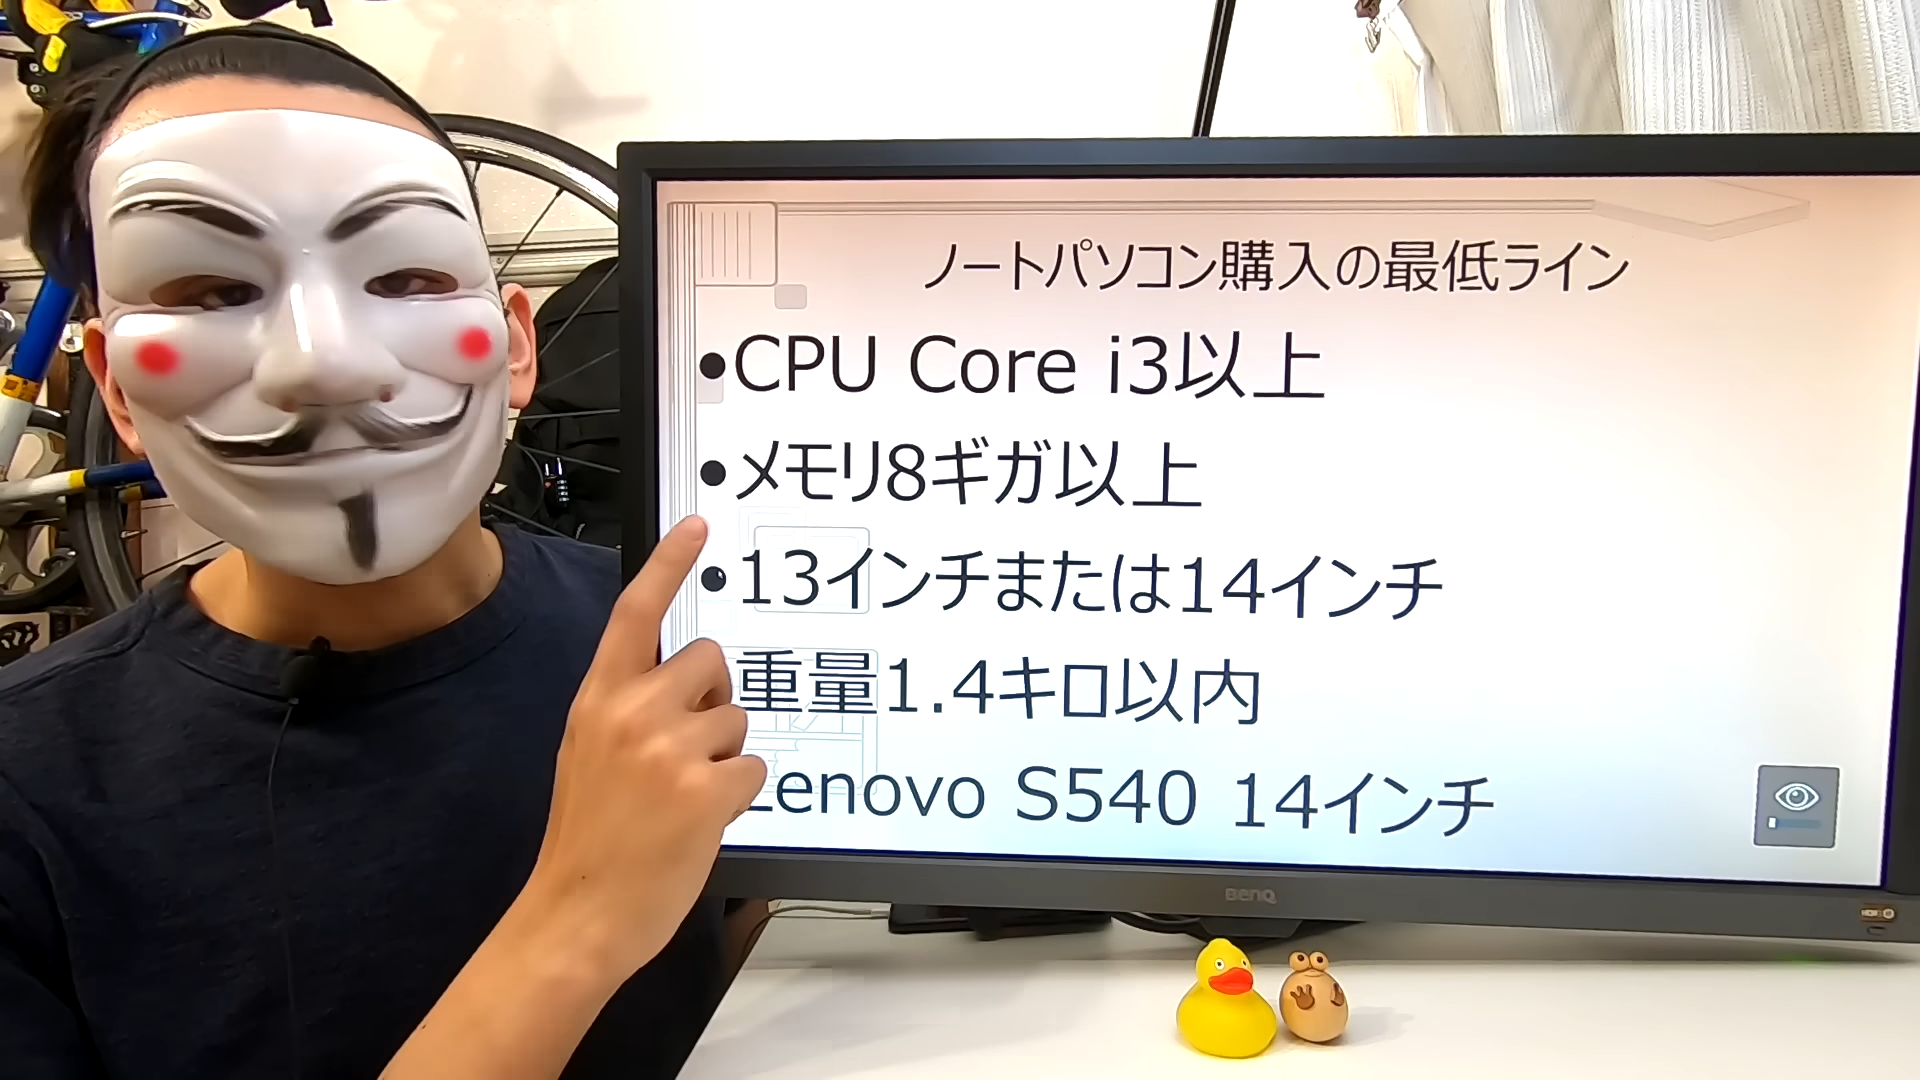 ノートパソコン購入の最低ライン
•CPU Core i3以上
•メモリ8ギガ以上
•13インチまたは14インチ
重量1.4キロ以内
Lenovo S540 14インチ
BenQ